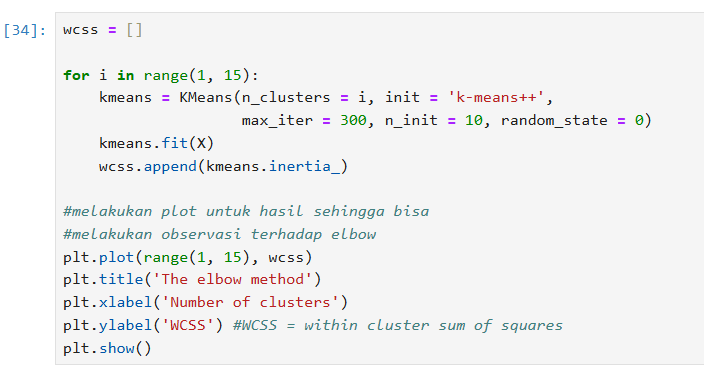 [34]: wcss = []
for i in range(1, 15):
    kmeans = KMeans(n_clusters = i, init = 'k-means++',
                    max_iter = 300, n_init = 10, random_state = 0)
    kmeans.fit(X)
    wcss.append(kmeans.inertia_)
#melakukan plot untuk hasil sehingga bisa
#melakukan observasi terhadap elbow
plt.plot(range(1, 15), wcss)
plt.title('The elbow method')
plt.xlabel('Number of clusters')
plt.ylabel('WCSS') #WCSS = within cluster sum of squares
plt.show()